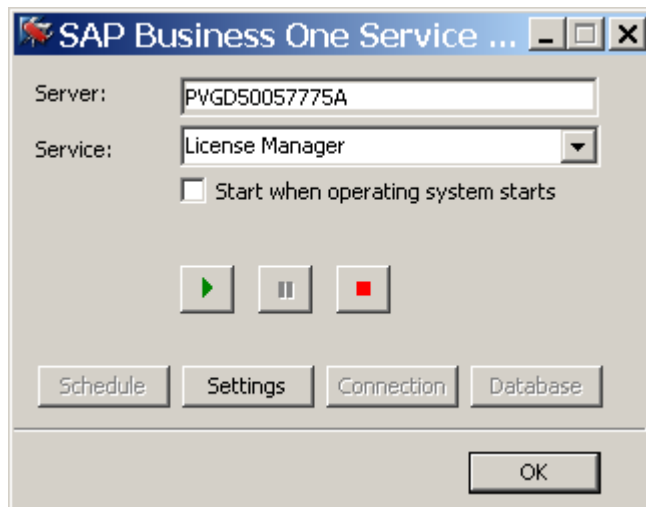 SAP Business One Service ...
Server: PVGD50057775A
Service: License Manager
Start when operating system starts
Schedule Settings Connection Database
OK